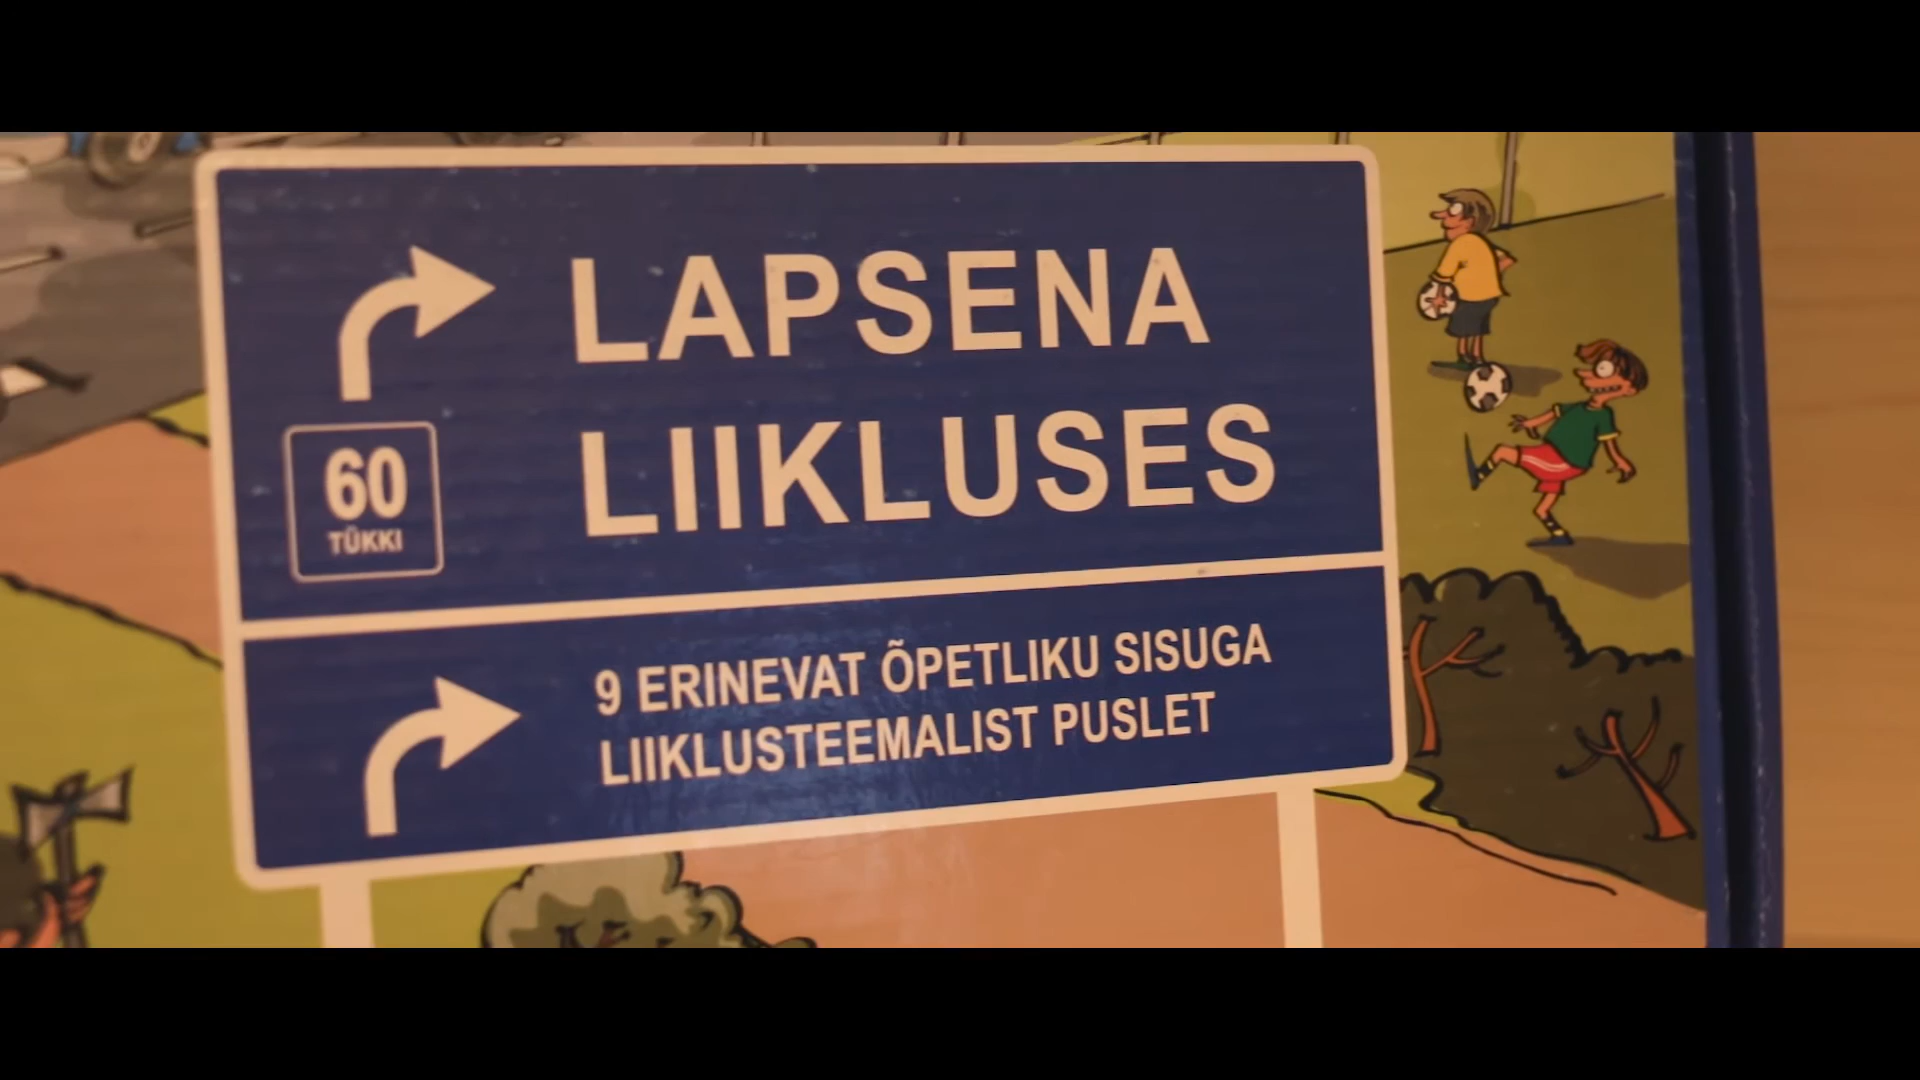 LAPSENA
LIIKLUSES
60
TÜKKI
9 ERINEVAT ÕPETLIKU SISUGA
LIIKLUSTEEMALIST PUSLET